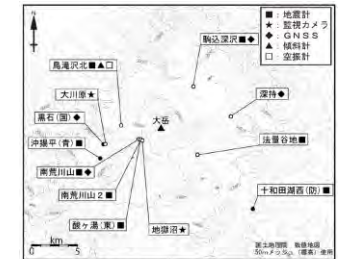 ■：地震計
★：監視カメラ
◆：GNSS
▲：傾斜計
□：空振計
駒込深沢■◆
鳥滝沢北■▲□
大川原★
深持◆
大岳
黒石(国)◆
沖揚平(青)■
法量谷地■
南荒川山■◆
南荒川山2■
十和田湖西(防)■
酸ヶ湯(東)■
地獄沼★
km
0 5
国土地理院 数値地図
50mメッシュ（標高）使用